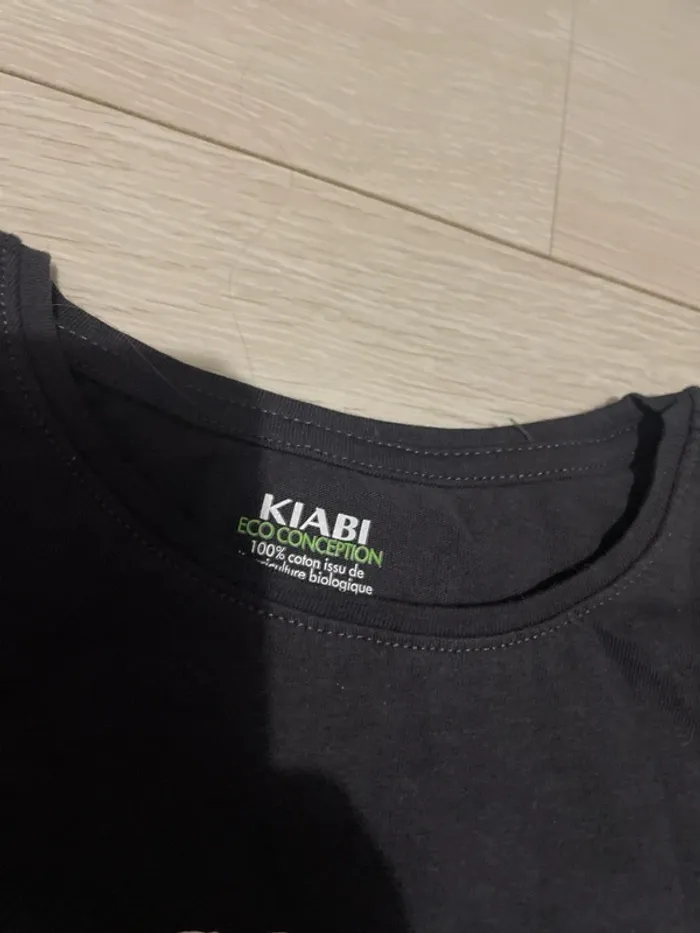 KIABI
ECO CONCEPTION
100% coton issu de
biologique